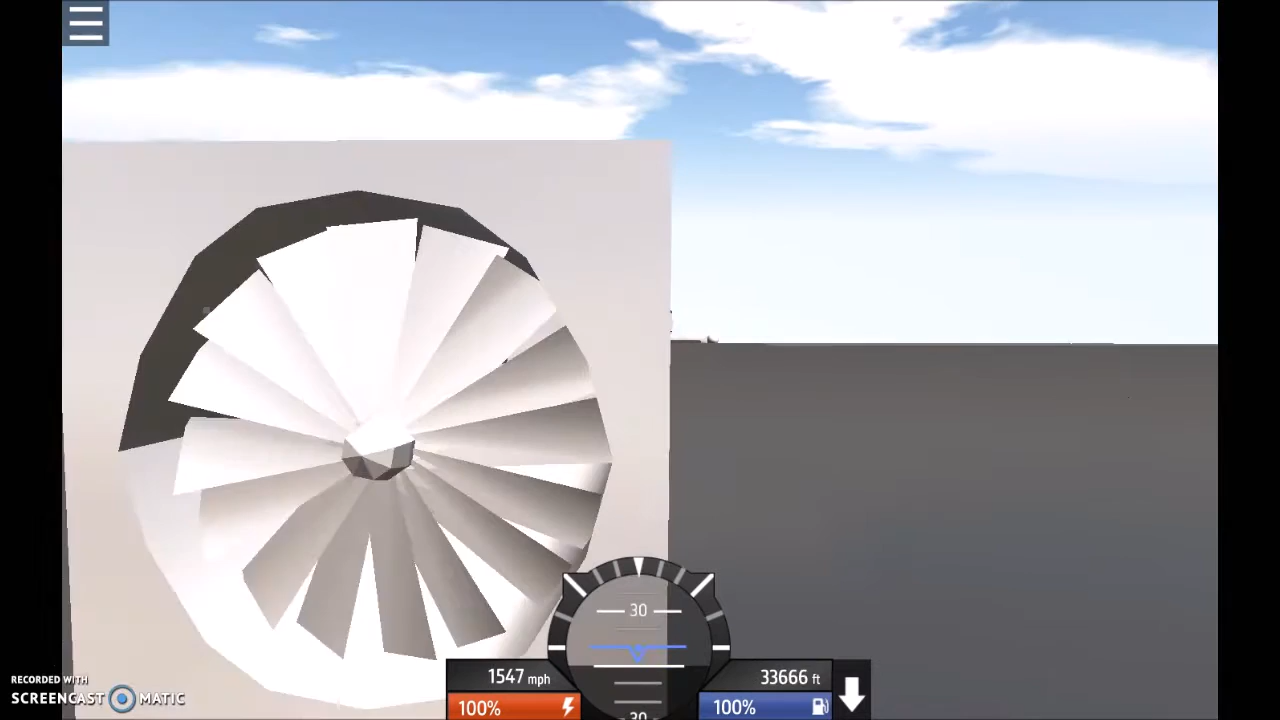 30
1547 mph
33666 ft
100%
100%
30
RECORDED WITH
SCREENCAST MATIC